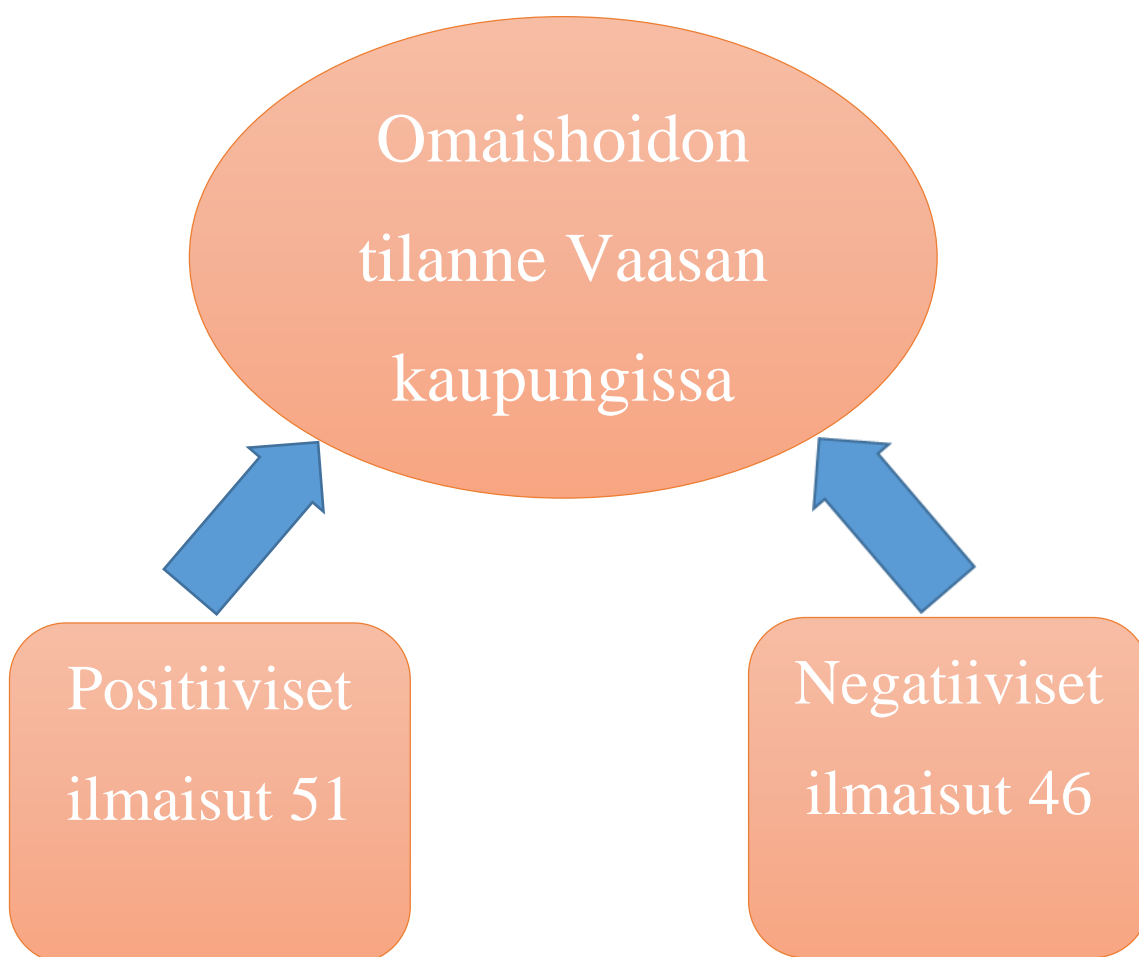 Omaishoidon
tilanne Vaasan
kaupungissa
Positiiviset
ilmaisut 51
Negatiiviset
ilmaisut 46